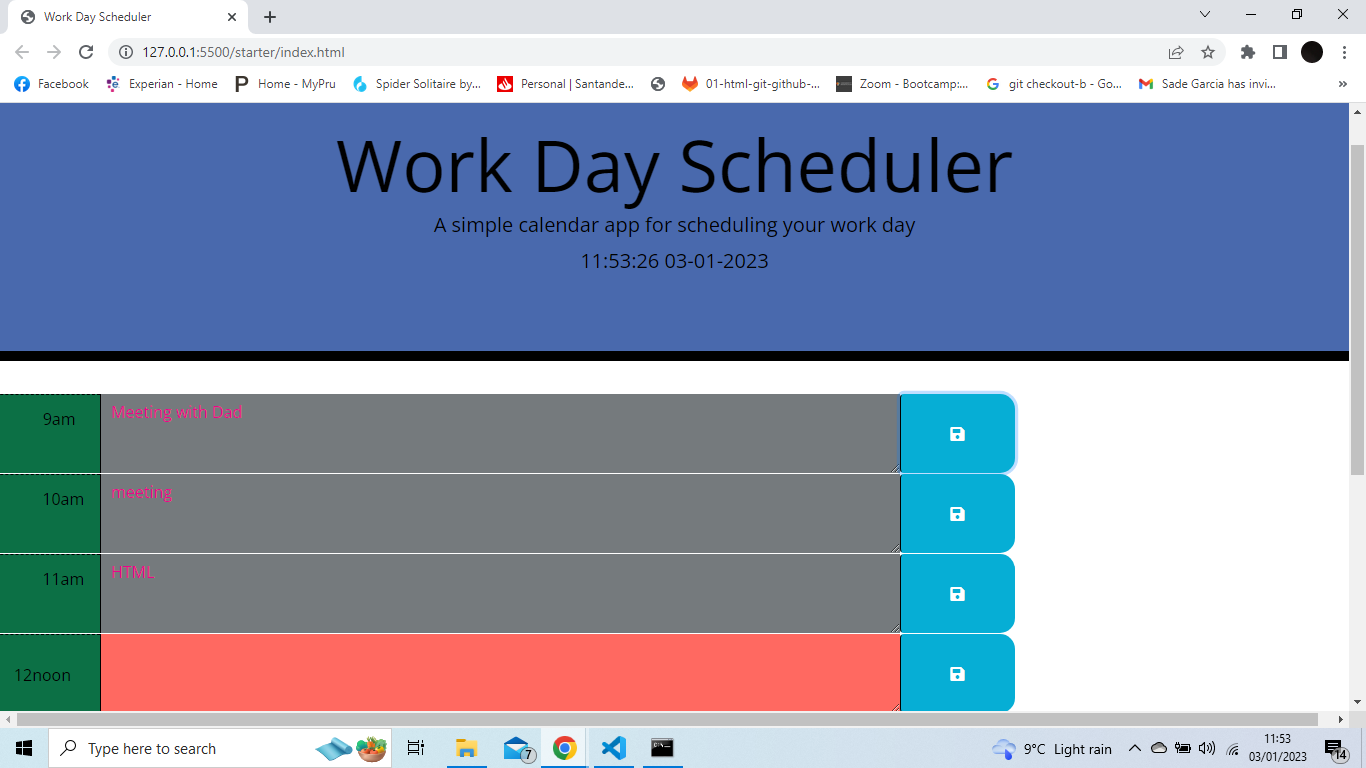 Work Day Scheduler
127.0.0.1:5500/starter/index.html
Facebook Experian - Home Home - MyPru Spider Solitaire by... Personal | Santande... 01-html-git-github-... Zoom - Bootcamp:... git checkout-b - Go... Sade Garcia has invi...
Work Day Scheduler
A simple calendar app for scheduling your work day
11:53:26 03-01-2023
9am Meeting with Dad
10am meeting
11am HTML
12noon
Type here to search 7 9°C Light rain 11:53
03/01/2023 14